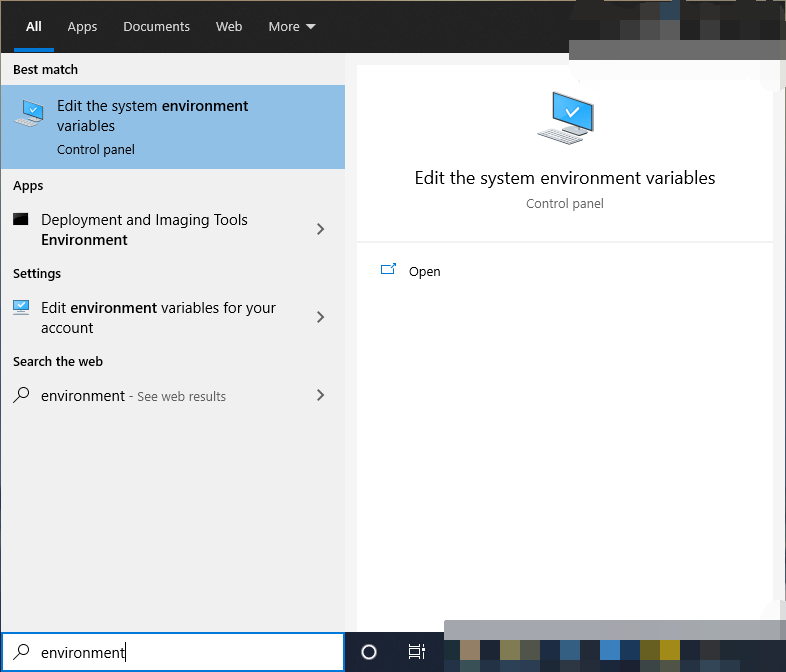 All Apps Documents Web More
Best match
Edit the system environment
variables
Control panel
Apps
Deployment and Imaging Tools
Environment
Settings
Edit environment variables for your
account
Search the web
environment - See web results
Edit the system environment variables
Control panel
Open
environment